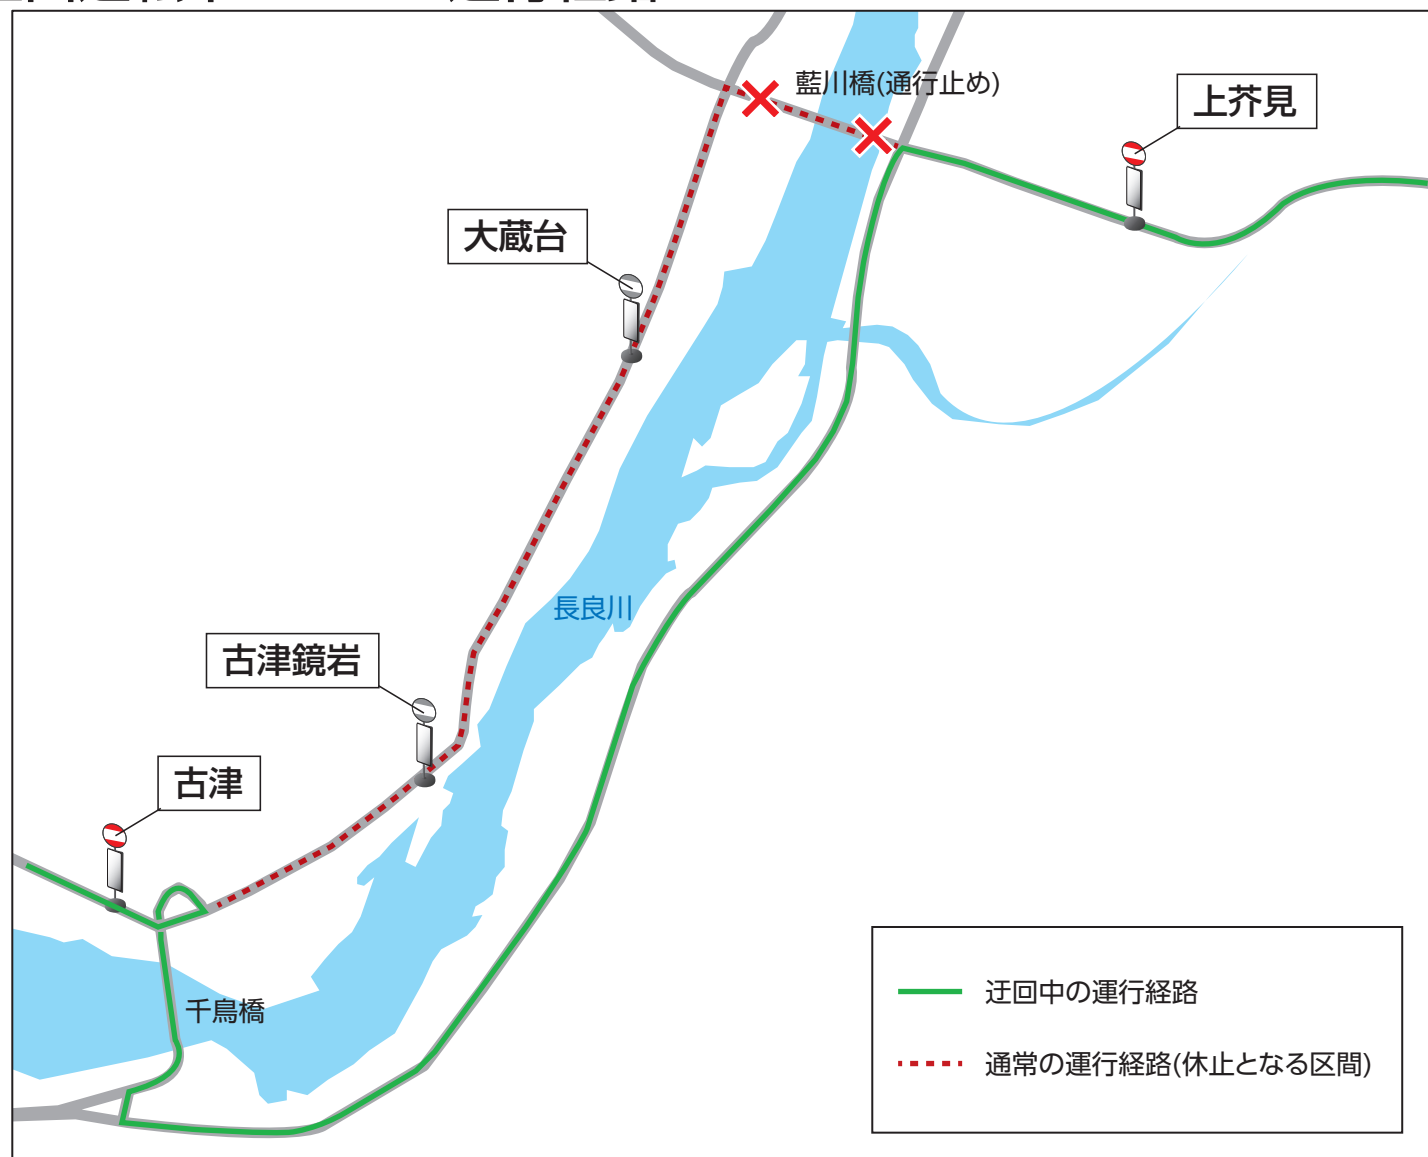 藍川橋(通行止め)
上芥見
大蔵台
長良川
古津鏡岩
古津
千鳥橋
迂回中の運行経路
通常の運行経路(休止となる区間)